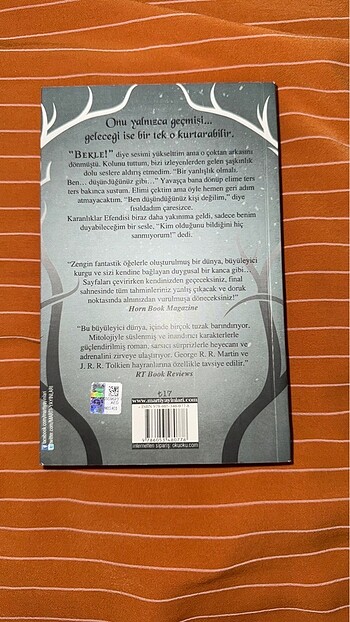 Onu yalnızca geçmişi...
geleceği ise bir tek o kurtarabilir.
"BEKLE!" diye sesimi yükselttim ama o çoktan arkasını
dönmüştü. Kolunu tuttum, bizi izleyenlerden gelen şaşkınlık
dolu seslere aldırış etmedim. "Bir yanlışlık olmalı.
Ben... düşündüğünüz gibi..." Yavaşça bana dönüp elime ters
ters bakınca sustum. Elimi çektim ama öyle hemen geri adım
atmayacaktım. "Ben düşündüğünüz kişi değilim," diye
fısıldadım çaresizce.
Karanlıklar Efendisi biraz daha yakınıma geldi, sadece benim
duyabileceğim bir sesle, "Kim olduğunu bildiğini hiç
sanmıyorum!" dedi.
"Zengin fantastik öğelerle oluşturulmuş bir dünya, büyüleyici
kurgu ve sizi kendine bağlayan duygusal bir kanca gibi...
Sayfaları çevirirken kendinizden geçeceksiniz, final
sahnesinde tüm tahminleriniz yanlış çıkacak ve doruk
noktasında alnınızdan vurulmuşa döneceksiniz!"
Horn Book Magazine
"Bu büyüleyici dünya, içinde birçok tuzak barındırıyor.
Mitolojiyle süslenmiş ve inandırıcı karakterlerle
güçlendirilmiş roman, sarsıcı sürprizlerle heyecanı ve
adrenalini zirveye ulaştırıyor. George R. R. Martin ve
J. R. R. Tolkien hayranlarına özellikle tavsiye edilir."
RT Book Reviews
₺17
www.martiyayinlari.com
9 786053 480778
internetten sipariş: okuoku.com